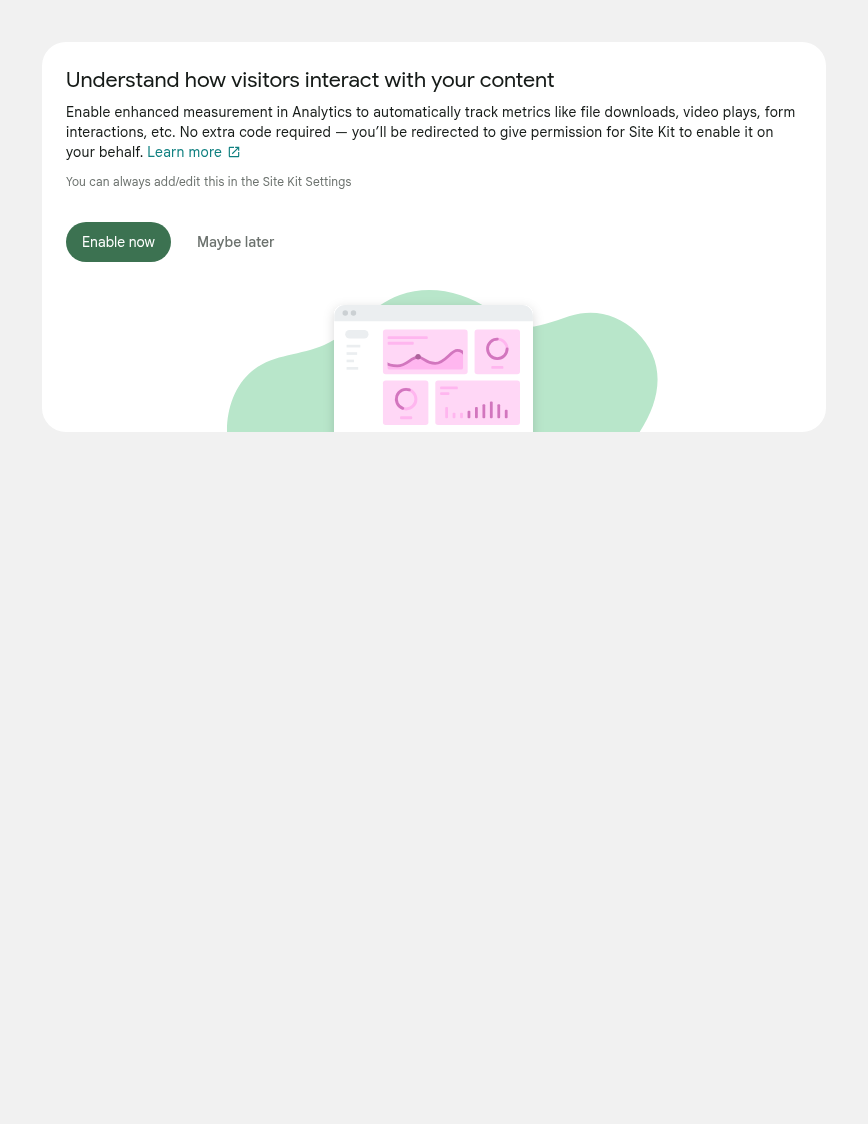 Understand how visitors interact with your content
Enable enhanced measurement in Analytics to automatically track metrics like file downloads, video plays, form
interactions, etc. No extra code required — you’ll be redirected to give permission for Site Kit to enable it on
your behalf. Learn more
You can always add/edit this in the Site Kit Settings
Enable now Maybe later